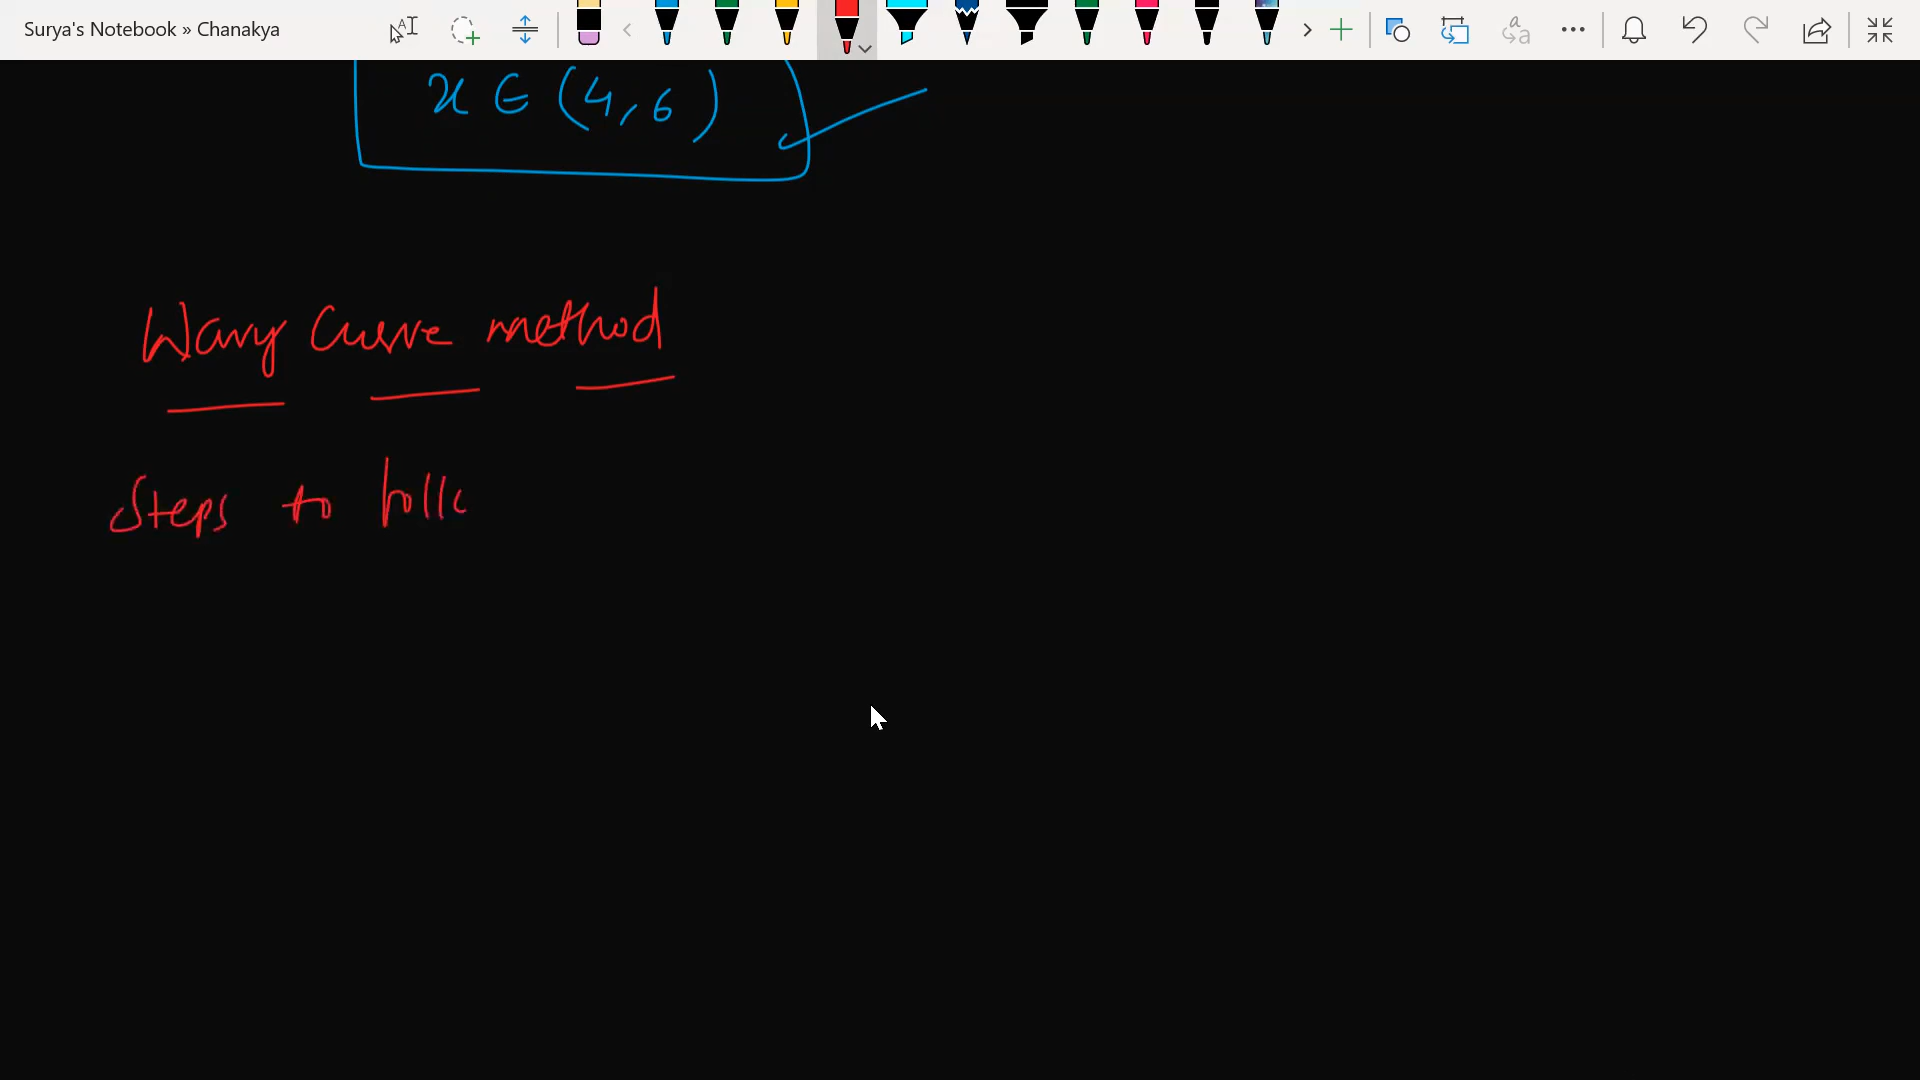 Surya's Notebook » Chanakya
x ∈ (4, 6)
Wavy Curve method
Steps to follo